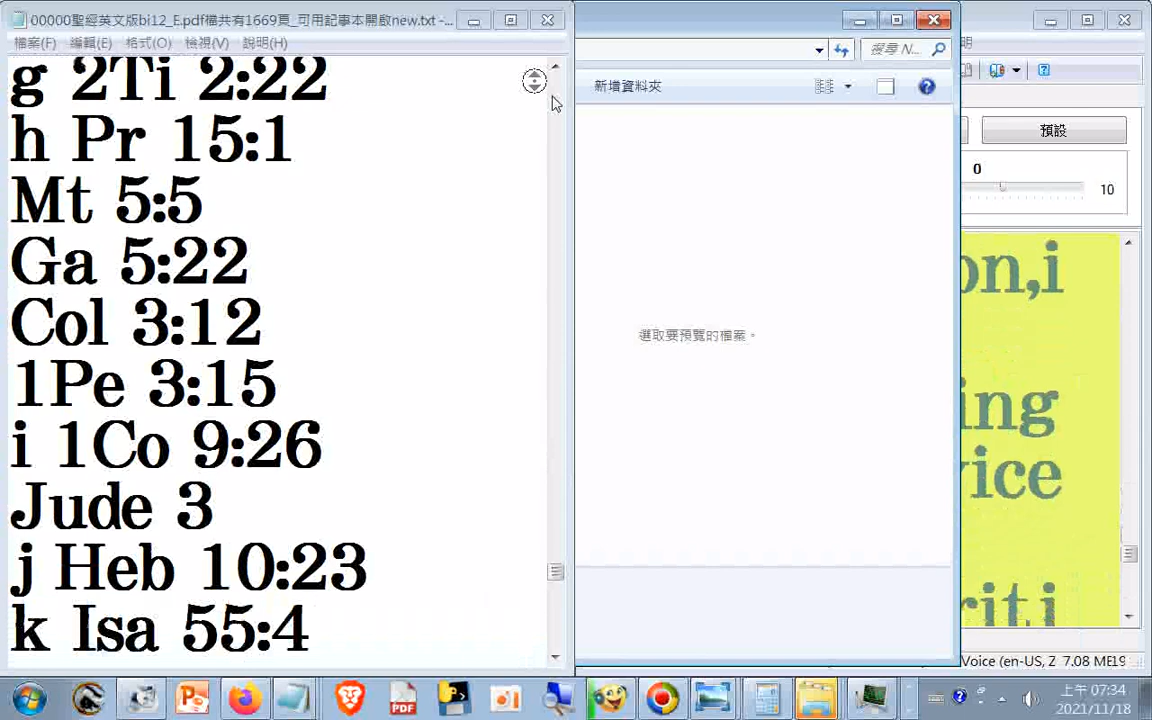 00000聖經英文版bi12_E.pdf檔共有1669頁_可用記事本開啟new.txt -...
檔案(F) 編輯(E) 格式(O) 檢視(V) 說明(H)
g 2Ti 2:22
h Pr 15:1
Mt 5:5
Ga 5:22
Col 3:12
1Pe 3:15
i 1Co 9:26
Jude 3
j Heb 10:23
k Isa 55:4
搜尋 N...
新增資料夾
選取要預覽的檔案。
明
預設
0
10
on,i
ing
vice
rit,i
Voice (en-US, Z 7.08 ME19
PDF
上午 07:34
2021/11/18